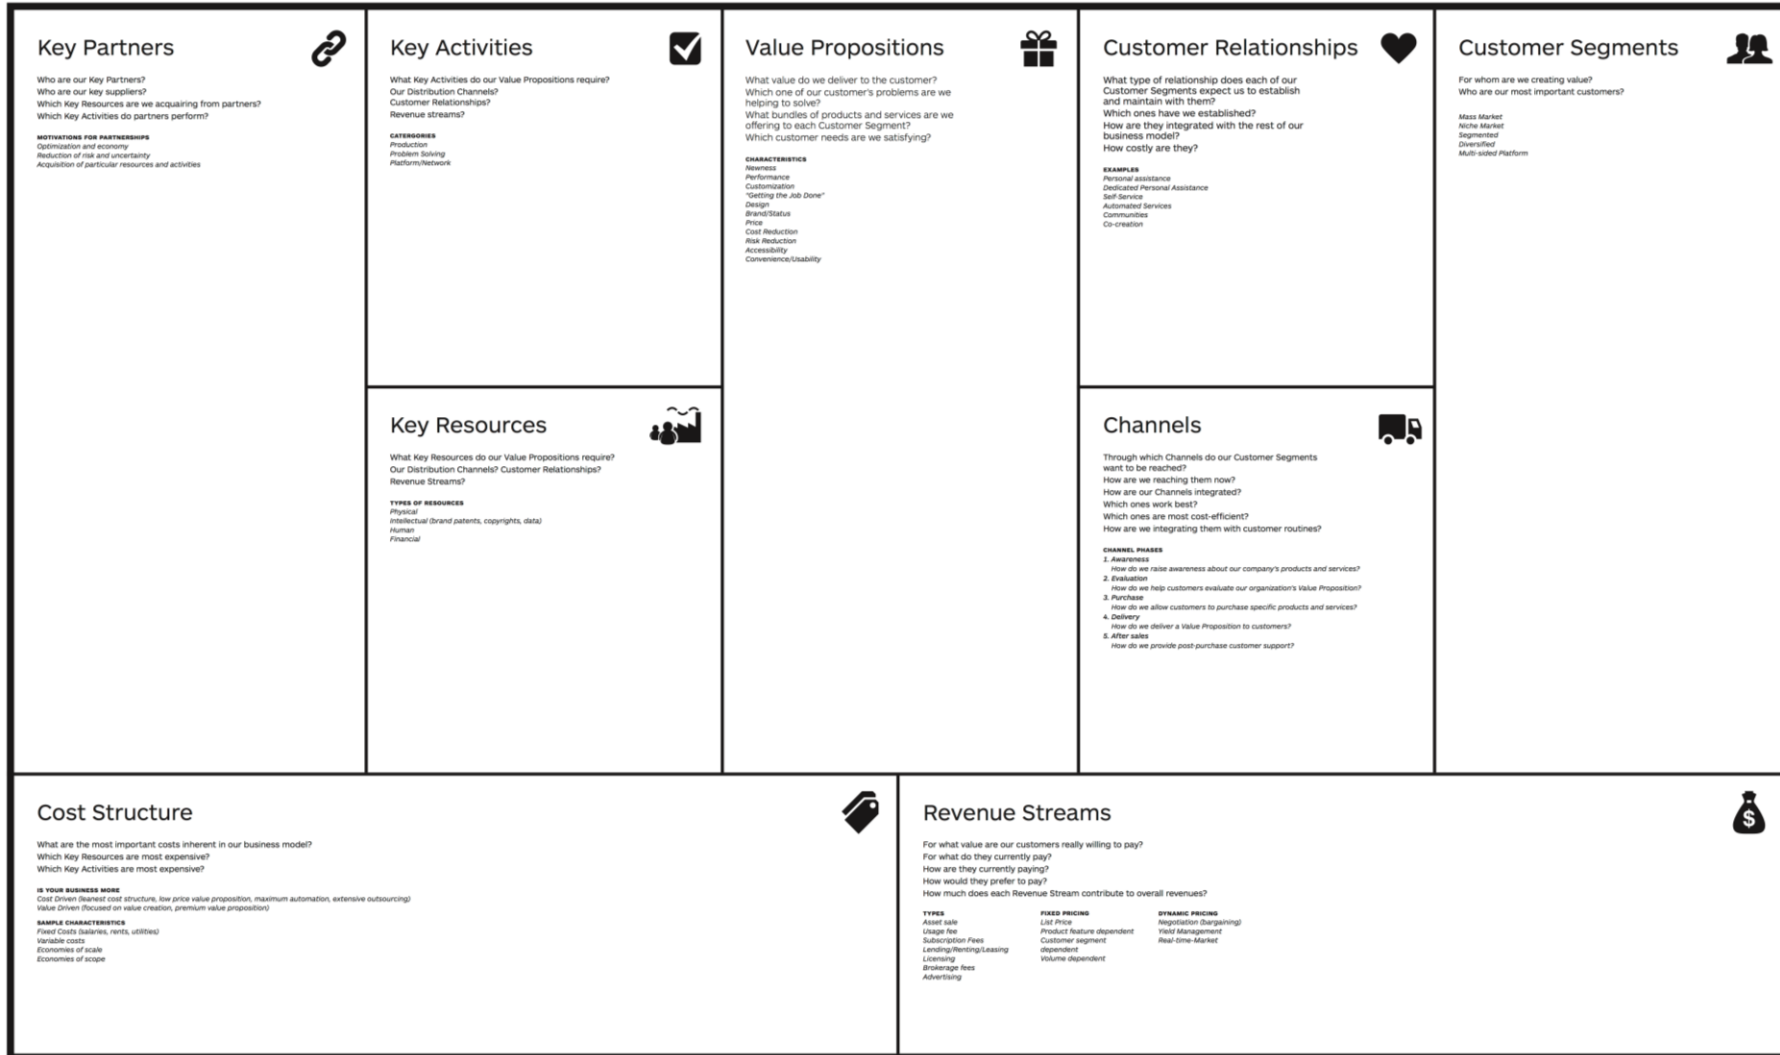 Key Partners
Who are our Key Partners?
Who are our key suppliers?
Which Key Resources are we acquairing from partners?
Which Key Activities do partners perform?
MOTIVATIONS FOR PARTNERSHIPS
Optimization and economy
Reduction of risk and uncertainty
Acquisition of particular resources and activities
Key Activities
What Key Activities do our Value Propositions require?
Our Distribution Channels?
Customer Relationships?
Revenue streams?
CATERGORIES
Production
Problem Solving
Platform/Network
Key Resources
What Key Resources do our Value Propositions require?
Our Distribution Channels? Customer Relationships?
Revenue Streams?
TYPES OF RESOURCES
Physical
Intellectual (brand patents, copyrights, data)
Human
Financial
Value Propositions
What value do we deliver to the customer?
Which one of our customer's problems are we
helping to solve?
What bundles of products and services are we
offering to each Customer Segment?
Which customer needs are we satisfying?
CHARACTERISTICS
Newness
Performance
Customization
"Getting the Job Done"
Design
Brand/Status
Price
Cost Reduction
Risk Reduction
Accessibility
Convenience/Usability
Customer Relationships
What type of relationship does each of our
Customer Segments expect us to establish
and maintain with them?
Which ones have we established?
How are they integrated with the rest of our
business model?
How costly are they?
EXAMPLES
Personal assistance
Dedicated Personal Assistance
Self-Service
Automated Services
Communities
Co-creation
Channels
Through which Channels do our Customer Segments
want to be reached?
How are we reaching them now?
How are our Channels integrated?
Which ones work best?
Which ones are most cost-efficient?
How are we integrating them with customer routines?
CHANNEL PHASES
1. Awareness
How do we raise awareness about our company's products and services?
2. Evaluation
How do we help customers evaluate our organization's Value Proposition?
3. Purchase
How do we allow customers to purchase specific products and services?
4. Delivery
How do we deliver a Value Proposition to customers?
5. After sales
How do we provide post-purchase customer support?
Customer Segments
For whom are we creating value?
Who are our most important customers?
Mass Market
Niche Market
Segmented
Diversified
Multi-sided Platform
Cost Structure
What are the most important costs inherent in our business model?
Which Key Resources are most expensive?
Which Key Activities are most expensive?
IS YOUR BUSINESS MORE
Cost Driven (leanest cost structure, low price value proposition, maximum automation, extensive outsourcing)
Value Driven (focused on value creation, premium value proposition)
SAMPLE CHARACTERISTICS
Fixed Costs (salaries, rents, utilities)
Variable costs
Economies of scale
Economies of scope
Revenue Streams
For what value are our customers really willing to pay?
For what do they currently pay?
How are they currently paying?
How would they prefer to pay?
How much does each Revenue Stream contribute to overall revenues?
TYPES
Asset sale
Usage fee
Subscription Fees
Lending/Renting/Leasing
Licensing
Brokerage fees
Advertising
FIXED PRICING
List Price
Product feature dependent
Customer segment
dependent
Volume dependent
DYNAMIC PRICING
Negotiation (bargaining)
Yield Management
Real-time-Market
$